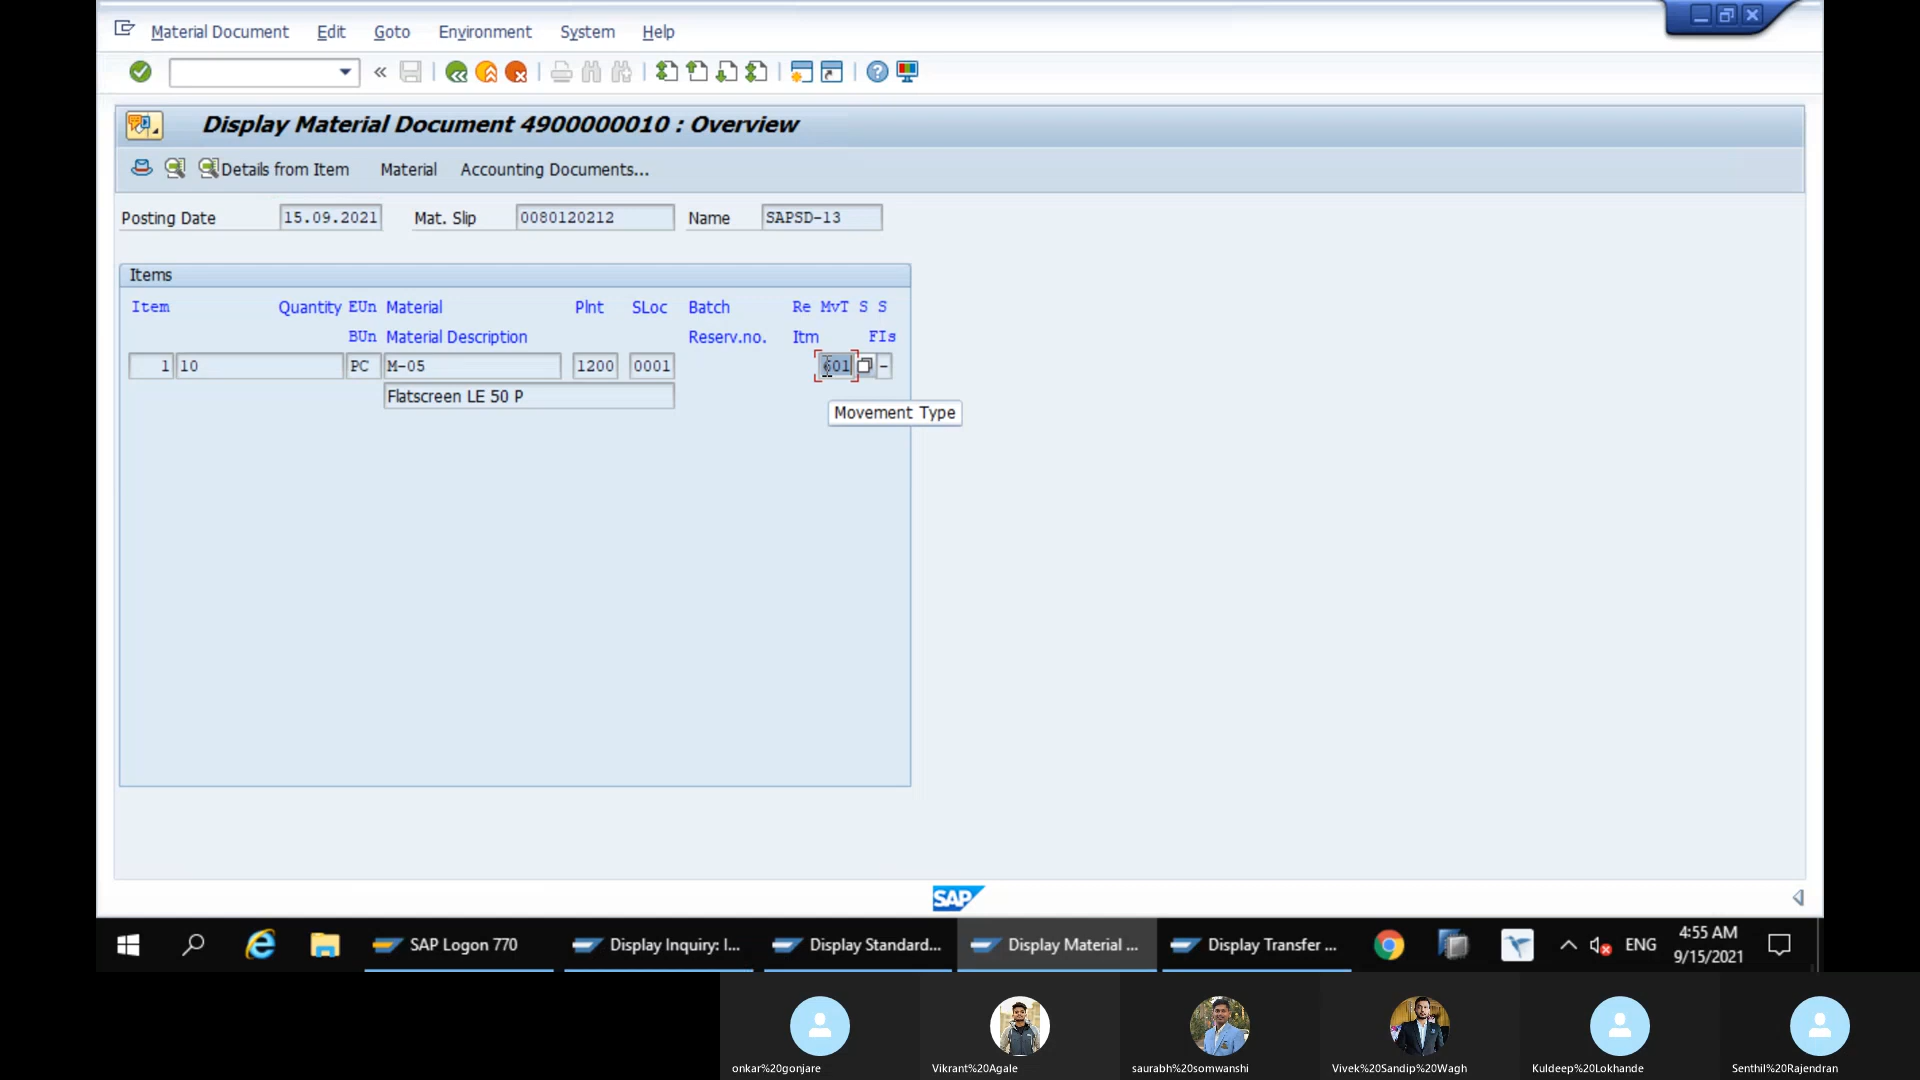 Material Document Edit Goto Environment System Help
Display Material Document 4900000010 : Overview
Details from Item Material Accounting Documents...
Posting Date 15.09.2021 Mat. Slip 0080120212 Name SAPSD-13
Items
Item Quantity EUn Material Plnt SLoc Batch Re MvT S S
BUn Material Description Reserv.no. Itm FIs
1 10 PC M-05 1200 0001 601 -
Flatscreen LE 50 P
Movement Type
SAP
SAP Logon 770 Display Inquiry: I... Display Standard... Display Material ... Display Transfer ... ENG 4:55 AM
9/15/2021
onkar%20gonjare Vikrant%20Agale saurabh%20somwanshi Vivek%20Sandip%20Wagh Kuldeep%20Lokhande Senthil%20Rajendran